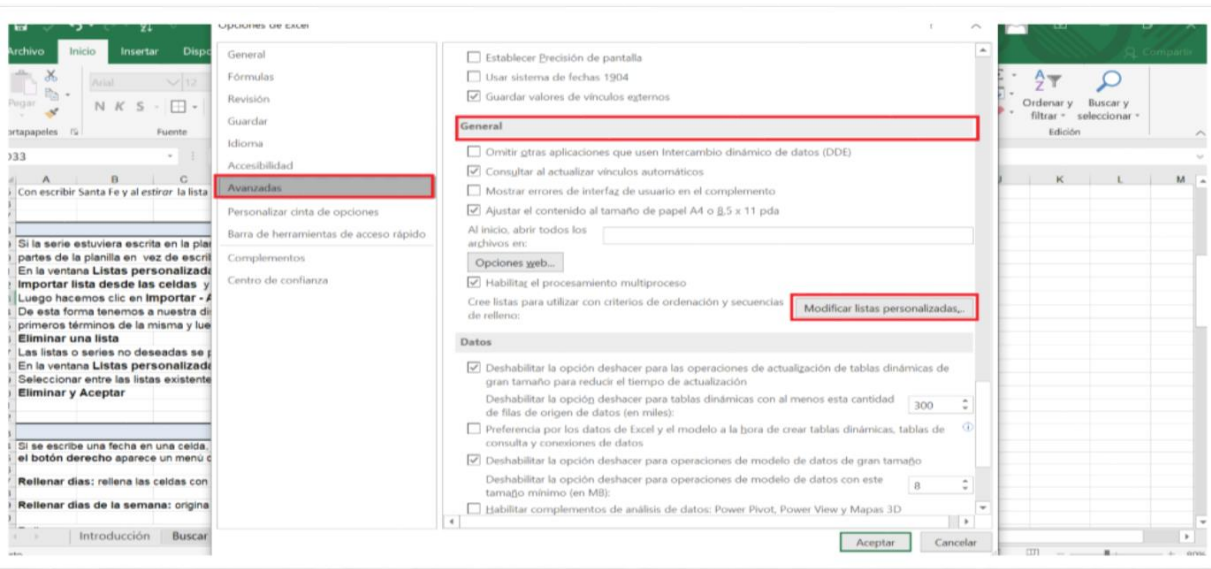 Opciones de Excel
Archivo Inicio Insertar Dispo
Compartir
Pegar
Arial 12
N K S
Ordenar y filtrar
Buscar y seleccionar
Portapapeles Fuente
Edición
D33
A B C
K L M
Con escribir Santa Fe y al estirar la lista
Si la serie estuviera escrita en la plan
partes de la planilla en vez de escrib
En la ventana Listas personalizada
Importar lista desde las celdas y
Luego hacemos clic en Importar - A
De esta forma tenemos a nuestra di
primeros términos de la misma y lue
Eliminar una lista
Las listas o series no deseadas se p
En la ventana Listas personalizada
Seleccionar entre las listas existente
Eliminar y Aceptar
Si se escribe una fecha en una celda,
el botón derecho aparece un menú c
Rellenar días: rellena las celdas con
Rellenar días de la semana: origina
Introducción Buscar
General
Fórmulas
Revisión
Guardar
Idioma
Accesibilidad
Avanzadas
Personalizar cinta de opciones
Barra de herramientas de acceso rápido
Complementos
Centro de confianza
Establecer Precisión de pantalla
Usar sistema de fechas 1904
Guardar valores de vínculos externos
General
Omitir otras aplicaciones que usen Intercambio dinámico de datos (DDE)
Consultar al actualizar vínculos automáticos
Mostrar errores de interfaz de usuario en el complemento
Ajustar el contenido al tamaño de papel A4 o 8,5 x 11 pda
Al inicio, abrir todos los
archivos en:
Opciones web...
Habilitar el procesamiento multiproceso
Cree listas para utilizar con criterios de ordenación y secuencias
de relleno:
Modificar listas personalizadas...
Datos
Deshabilitar la opción deshacer para las operaciones de actualización de tablas dinámicas de
gran tamaño para reducir el tiempo de actualización
Deshabilitar la opción deshacer para tablas dinámicas con al menos esta cantidad
de filas de origen de datos (en miles):
300
Preferencia por los datos de Excel y el modelo a la hora de crear tablas dinámicas, tablas de
consulta y conexiones de datos
Deshabilitar la opción deshacer para operaciones de modelo de datos de gran tamaño
Deshabilitar la opción deshacer para operaciones de modelo de datos con este
tamaño mínimo (en MB):
8
Habilitar complementos de análisis de datos: Power Pivot, Power View y Mapas 3D
Aceptar Cancelar
90%